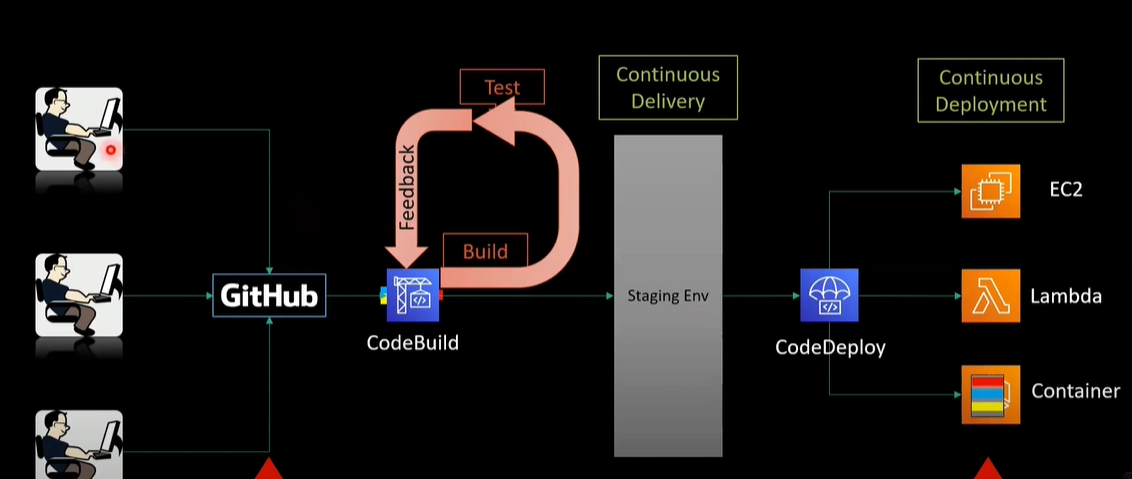 Test
Continuous
Delivery
Continuous
Deployment
Feedback
EC2
Build
GitHub
Staging Env
Lambda
CodeBuild
CodeDeploy
Container